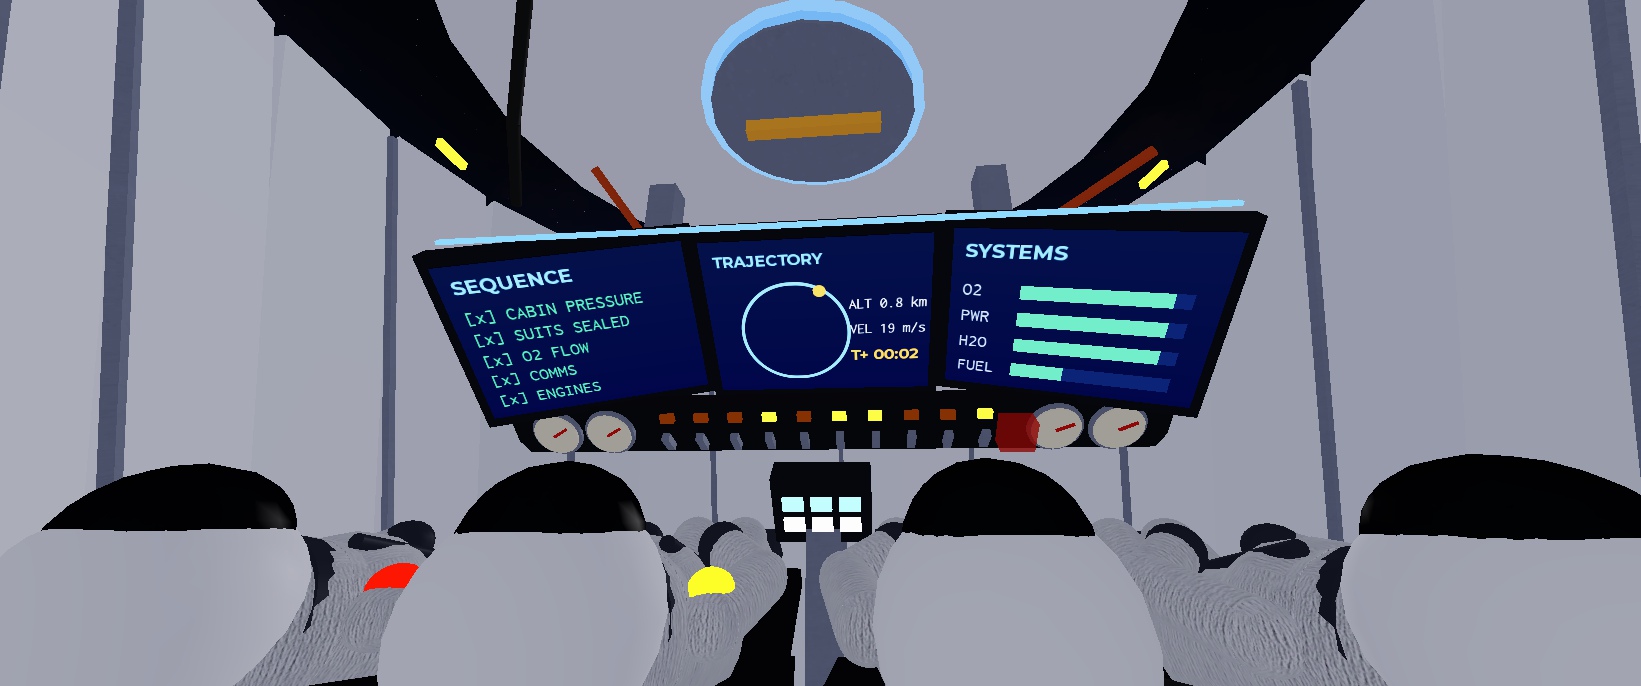 SEQUENCE
[x] CABIN PRESSURE
[x] SUITS SEALED
[x] O2 FLOW
[x] COMMS
[x] ENGINES
TRAJECTORY
ALT 0.8 km
VEL 19 m/s
T+ 00:02
SYSTEMS
O2
PWR
H2O
FUEL